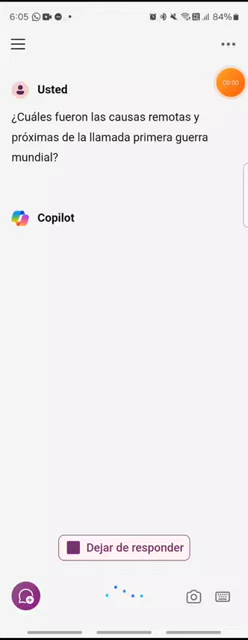 6:05
84%
00:00
Usted
¿Cuáles fueron las causas remotas y
próximas de la llamada primera guerra
mundial?
Copilot
Dejar de responder